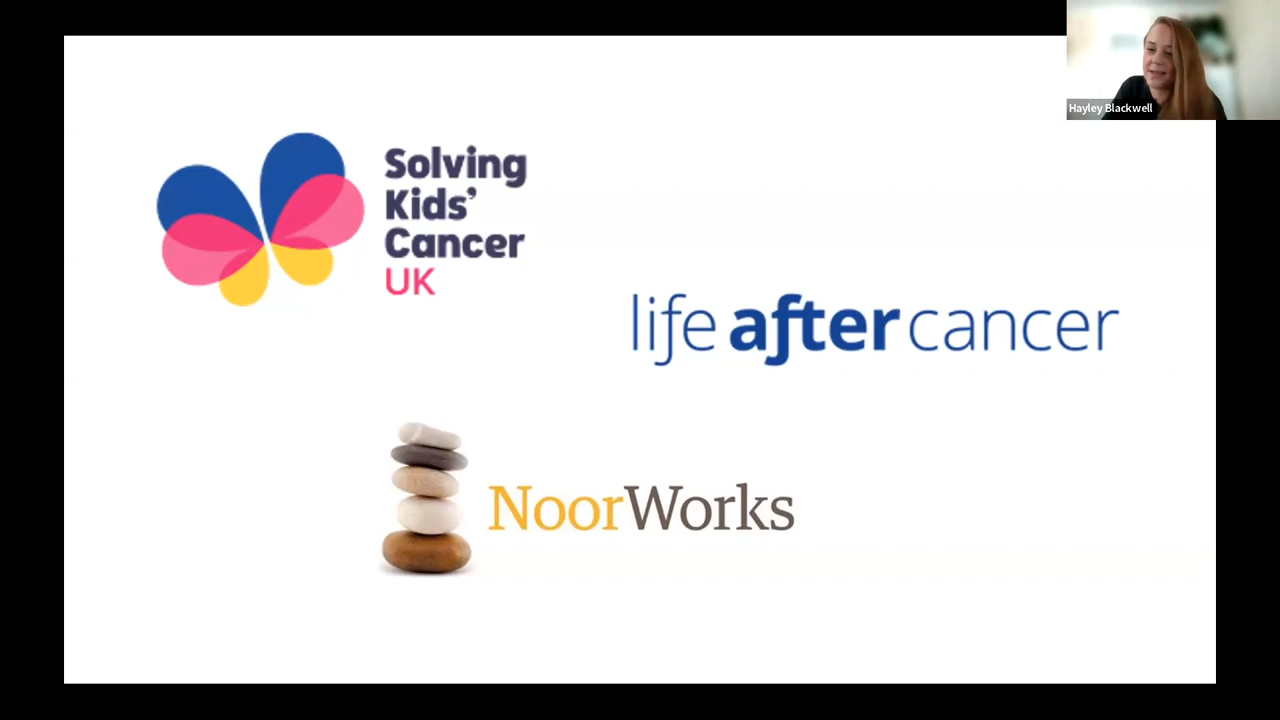 Hayley Blackwell
Solving
Kids'
Cancer
UK
life after cancer
NoorWorks